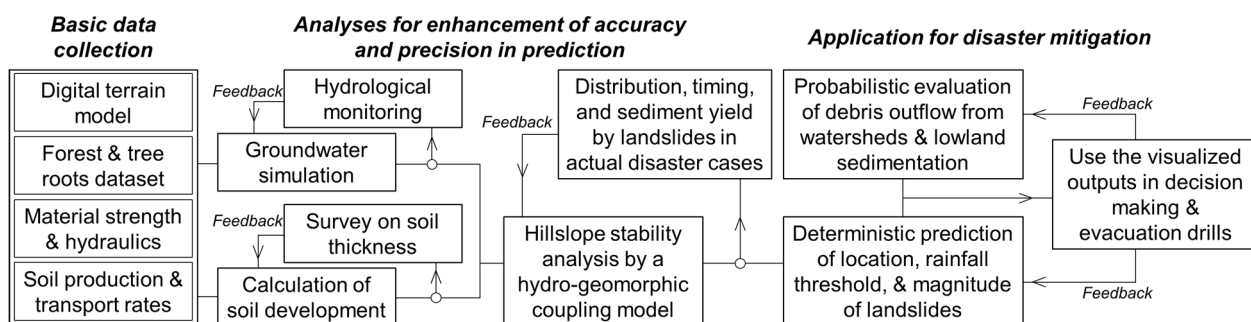 Basic data
collection
Digital terrain
model
Forest & tree
roots dataset
Material strength
& hydraulics
Soil production &
transport rates
Analyses for enhancement of accuracy
and precision in prediction
Feedback
Hydrological
monitoring
Groundwater
simulation
Feedback
Survey on soil
thickness
Calculation of
soil development
Feedback
Distribution, timing,
and sediment yield
by landslides in
actual disaster cases
Hillslope stability
analysis by a
hydro-geomorphic
coupling model
Application for disaster mitigation
Probabilistic evaluation
of debris outflow from
watersheds & lowland
sedimentation
Deterministic prediction
of location, rainfall
threshold, & magnitude
of landslides
Feedback
Use the visualized
outputs in decision
making &
evacuation drills
Feedback